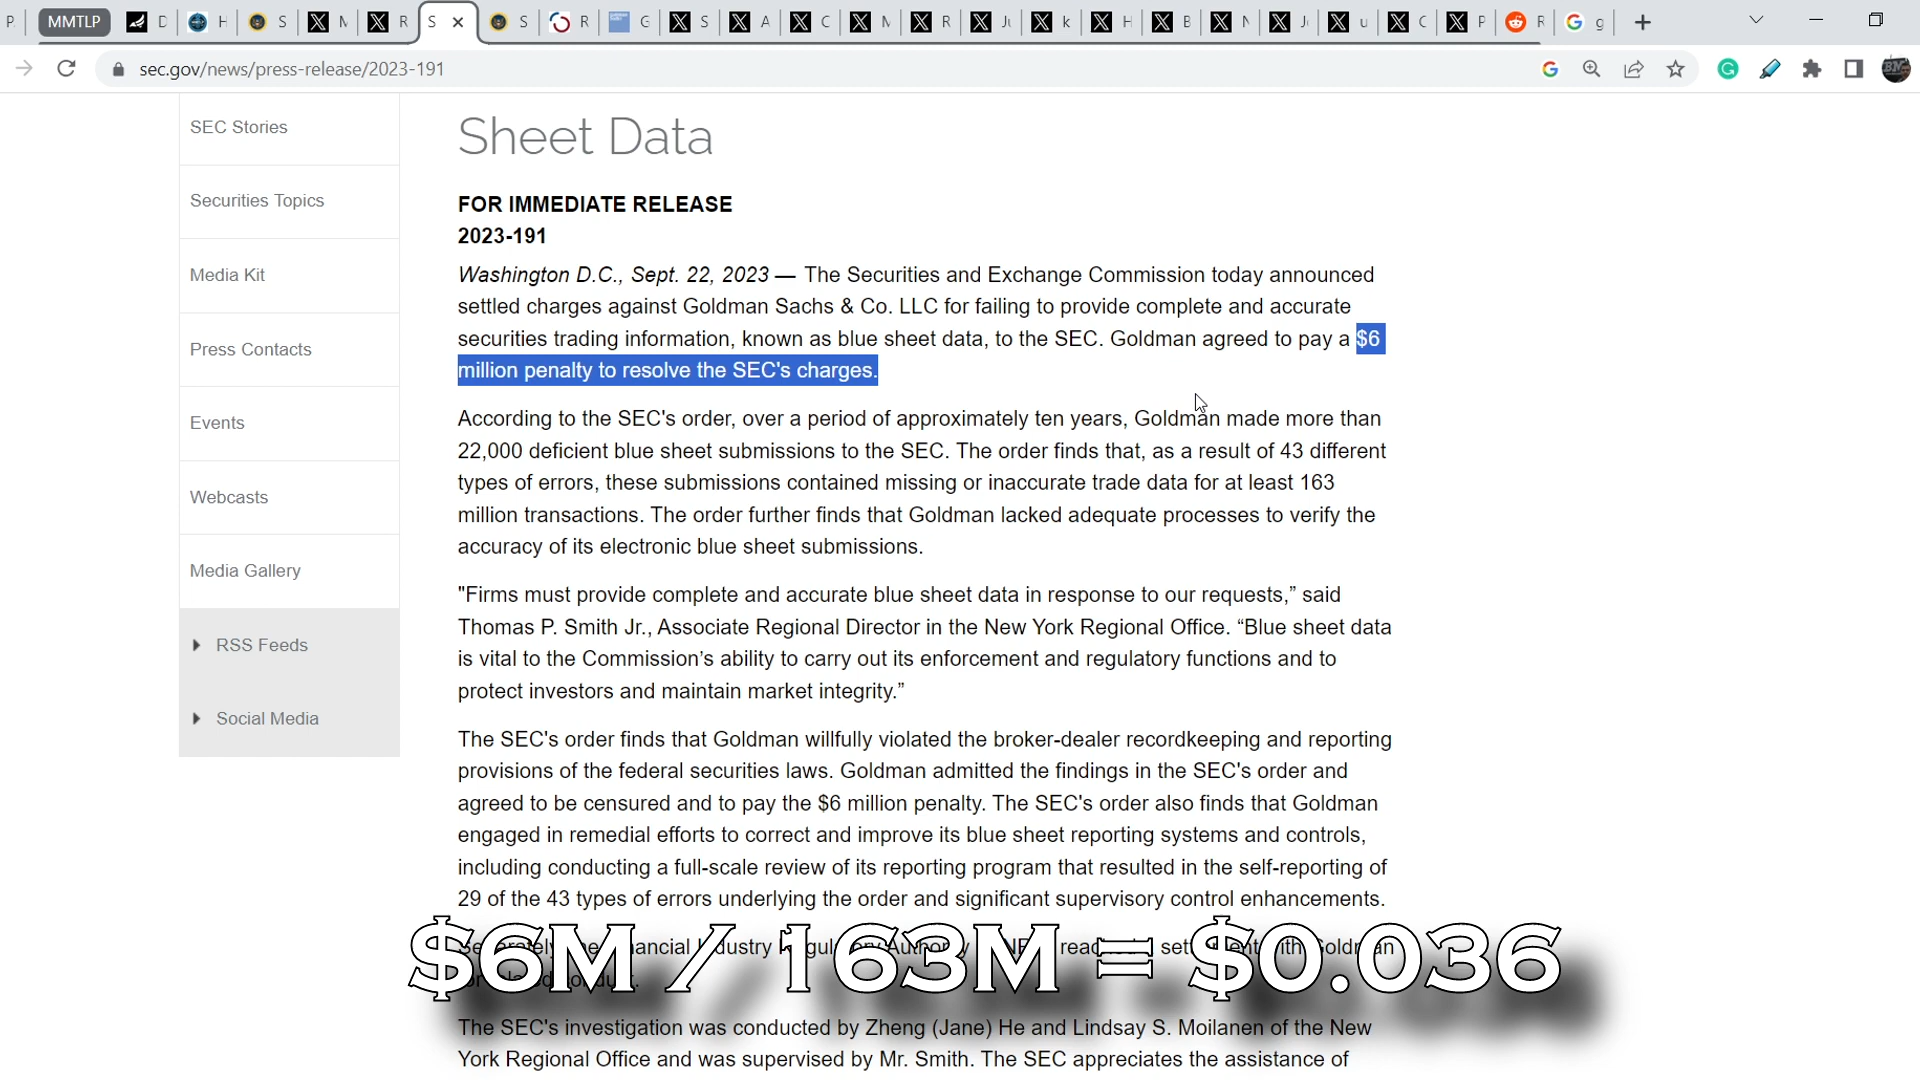 P MMTLP D H S M R S S R G S A C M R Ju k H B N Je u C P R g
sec.gov/news/press-release/2023-191
SEC Stories
Securities Topics
Media Kit
Press Contacts
Events
Webcasts
Media Gallery
RSS Feeds
Social Media
Sheet Data
FOR IMMEDIATE RELEASE
2023-191
Washington D.C., Sept. 22, 2023 — The Securities and Exchange Commission today announced
settled charges against Goldman Sachs & Co. LLC for failing to provide complete and accurate
securities trading information, known as blue sheet data, to the SEC. Goldman agreed to pay a $6
million penalty to resolve the SEC's charges.
According to the SEC's order, over a period of approximately ten years, Goldman made more than
22,000 deficient blue sheet submissions to the SEC. The order finds that, as a result of 43 different
types of errors, these submissions contained missing or inaccurate trade data for at least 163
million transactions. The order further finds that Goldman lacked adequate processes to verify the
accuracy of its electronic blue sheet submissions.
"Firms must provide complete and accurate blue sheet data in response to our requests,” said
Thomas P. Smith Jr., Associate Regional Director in the New York Regional Office. “Blue sheet data
is vital to the Commission’s ability to carry out its enforcement and regulatory functions and to
protect investors and maintain market integrity.”
The SEC's order finds that Goldman willfully violated the broker-dealer recordkeeping and reporting
provisions of the federal securities laws. Goldman admitted the findings in the SEC's order and
agreed to be censured and to pay the $6 million penalty. The SEC's order also finds that Goldman
engaged in remedial efforts to correct and improve its blue sheet reporting systems and controls,
including conducting a full-scale review of its reporting program that resulted in the self-reporting of
29 of the 43 types of errors underlying the order and significant supervisory control enhancements.
Separately, Financial Industry Regulatory Authority with Goldman
$6M / 163M = $0.036
The SEC's investigation was conducted by Zheng (Jane) He and Lindsay S. Moilanen of the New
York Regional Office and was supervised by Mr. Smith. The SEC appreciates the assistance of